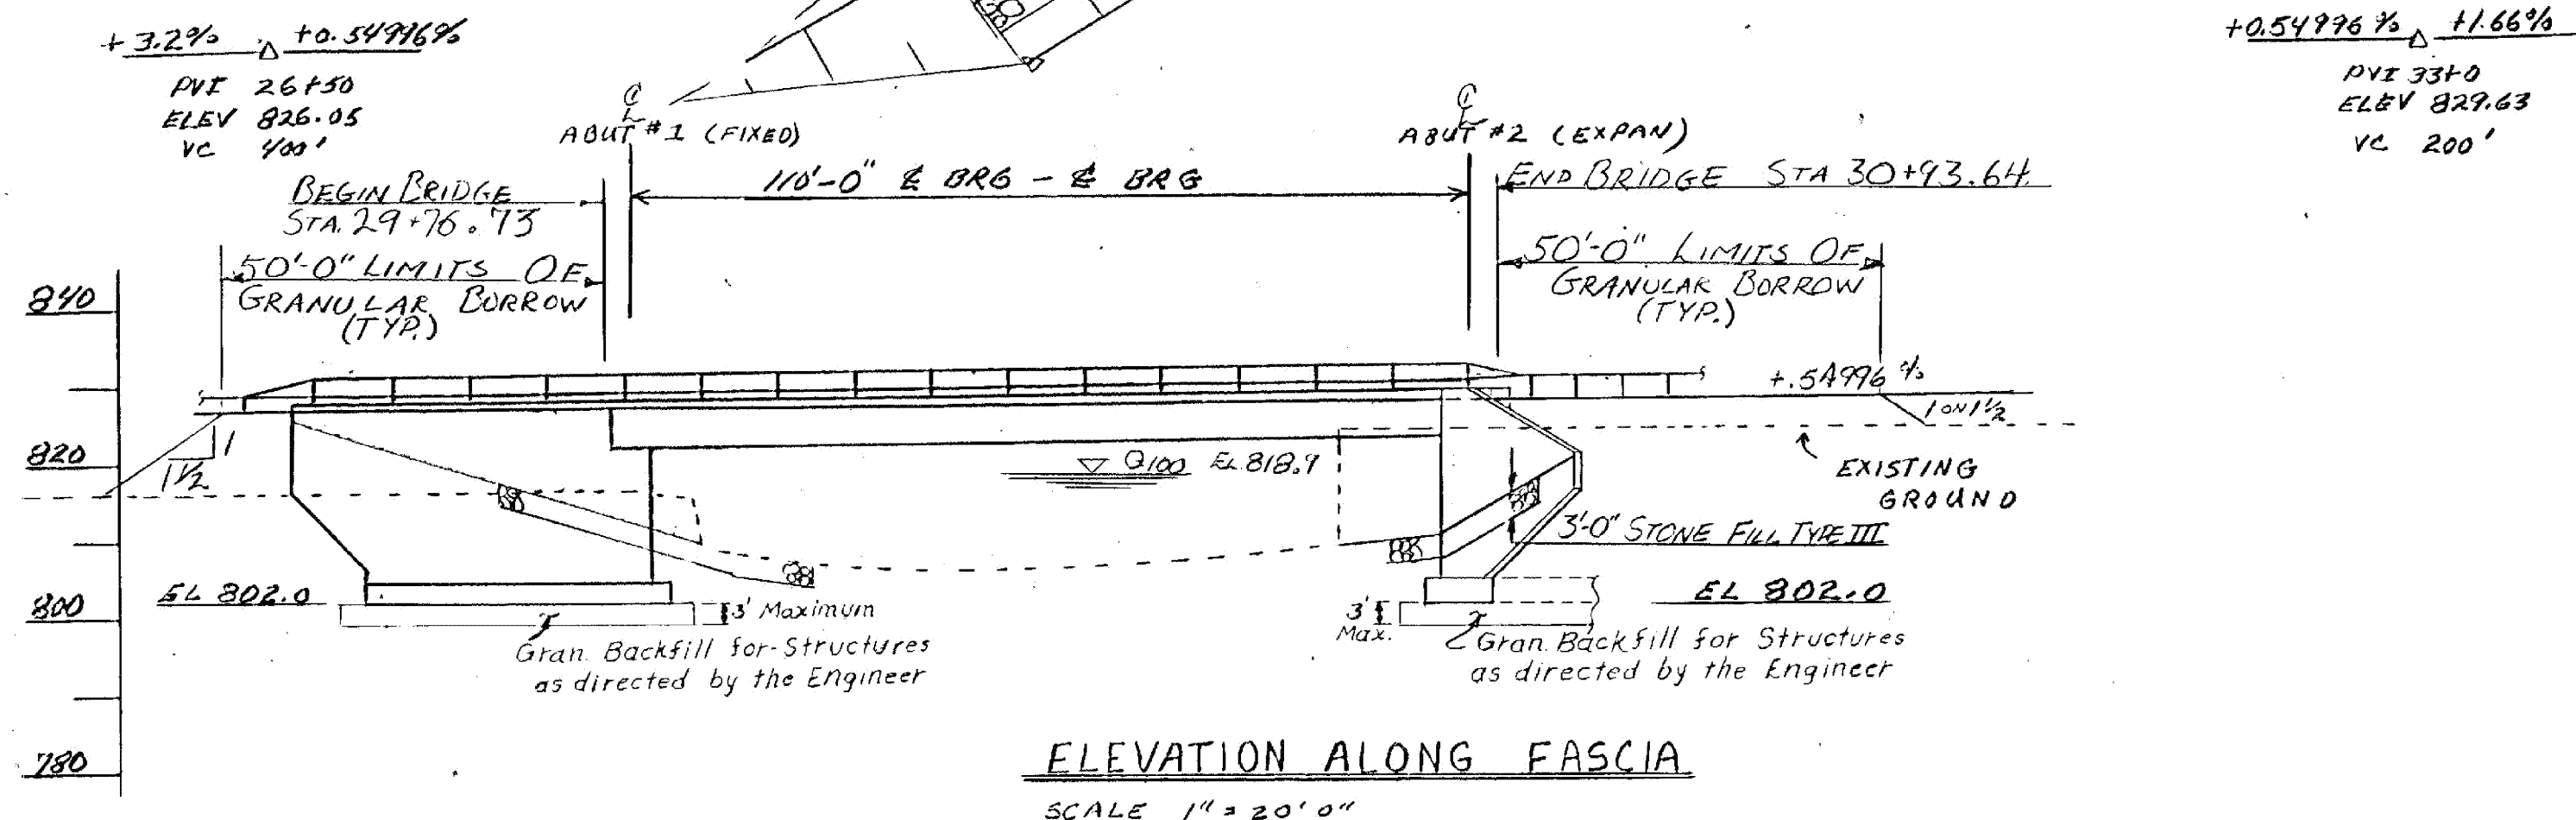 +3.2% △ +0.54996%
PVI 26+50
ELEV 826.05
VC 400'
+0.54996% △ +1.66%
PVI 33+0
ELEV 829.63
VC 200'
℄
ABUT #1 (FIXED)
℄
ABUT #2 (EXPAN)
110'-0" ℄ BRG - ℄ BRG
BEGIN BRIDGE
STA. 29+76.73
END BRIDGE STA 30+93.64
50'-0" LIMITS OF
GRANULAR BORROW
(TYP.)
50'-0" LIMITS OF
GRANULAR BORROW
(TYP.)
840
+.54996 %
1 ON 1½
820
1
1½
Q100 EL 818.9
EXISTING
GROUND
3'-0" STONE FILL TYPE III
EL 802.0
EL 802.0
800
3' Maximum
3'
Max.
Gran. Backfill for Structures
as directed by the Engineer
Gran. Backfill for Structures
as directed by the Engineer
780
ELEVATION ALONG FASCIA
SCALE 1" = 20'0"